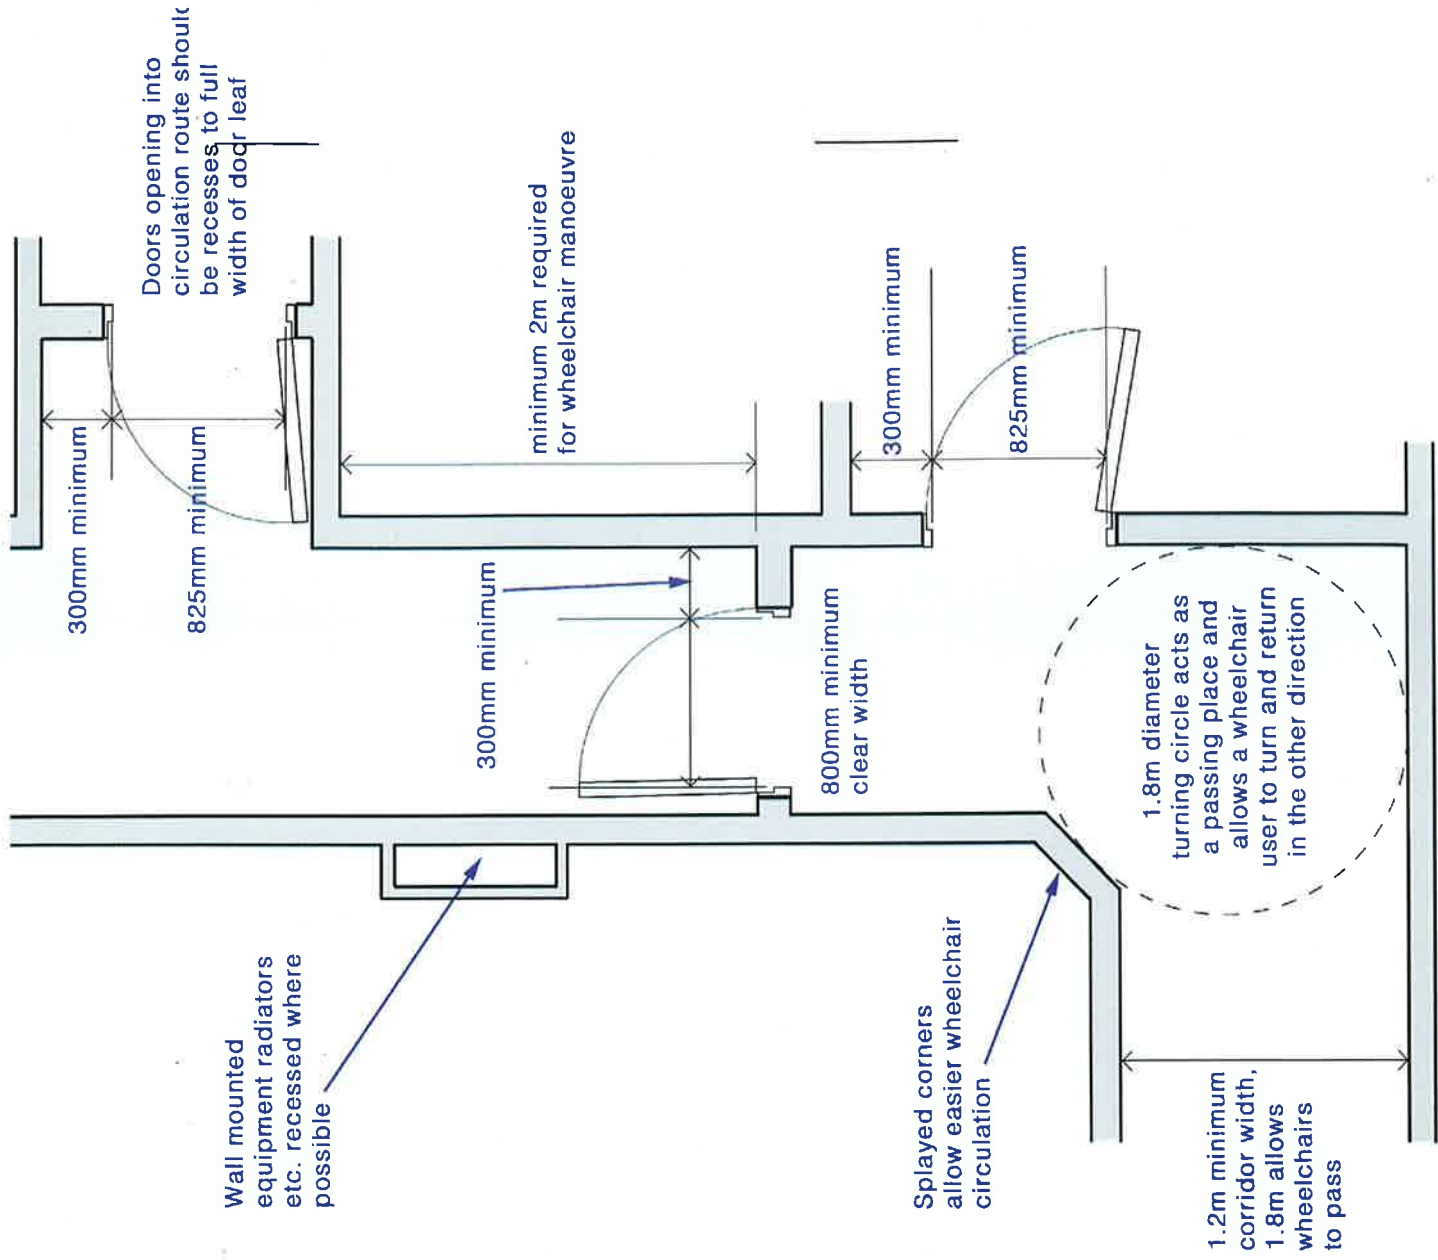 Wall mounted
equipment radiators
etc. recessed where
possible
Splayed corners
allow easier wheelchair
circulation
1.2m minimum
corridor width,
1.8m allows
wheelchairs
to pass
300mm minimum
825mm minimum
Doors opening into
circulation route should
be recesses to full
width of door leaf
300mm minimum
minimum 2m required
for wheelchair manoeuvre
800mm minimum
clear width
300mm minimum
825mm minimum
1.8m diameter
turning circle acts as
a passing place and
allows a wheelchair
user to turn and return
in the other direction